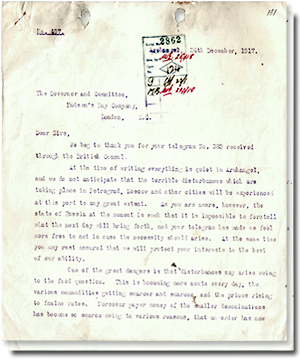 No. 497.
131
2862
24th December, 1917.
The Governor and Committee,
Hudson's Bay Company,
London, E.C.
Dear Sirs,
We beg to thank you for your telegram No. received
through the British Consul.
At the time of writing everything is quiet in Archangel,
and we do not anticipate that the terrible disturbances which are
taking place in Petrograd, Moscow and other cities will be experienced
at this port to any great extent. As you are aware, however, the
state of Russia at the moment is such that it is impossible to foretell
what the next day will bring forth, and your telegram has made us feel
more free to act in case the necessity should arise. At the same time
you may rest assured that we will protect your interests to the best
of our ability.
One of the great dangers is that disturbances may arise owing
to the food question. This is becoming more acute every day, the
various commodities getting scarcer and scarcer, and the prices rising
to famine rates. Moreover paper money of the smaller denominations
has become so scarce owing to various reasons, that an order has now